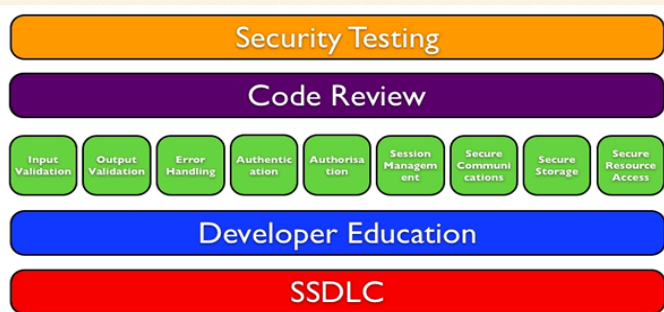 Security Testing
Code Review
Input
Validation
Output
Validation
Error
Handling
Authentic
ation
Authorisa
tion
Session
Managem
ent
Secure
Communi
cations
Secure
Storage
Secure
Resource
Access
Developer Education
SSDLC